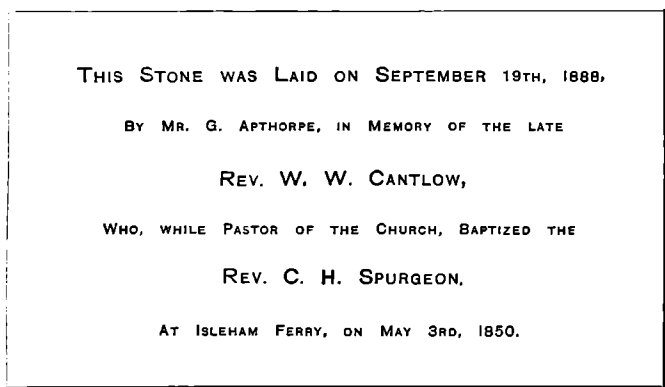 This Stone was Laid on September 19th, 1888,
By Mr. G. Apthorpe, in Memory of the late
Rev. W. W. Cantlow,
Who, while Pastor of the Church, Baptized the
Rev. C. H. Spurgeon,
At Isleham Ferry, on May 3rd, 1850.